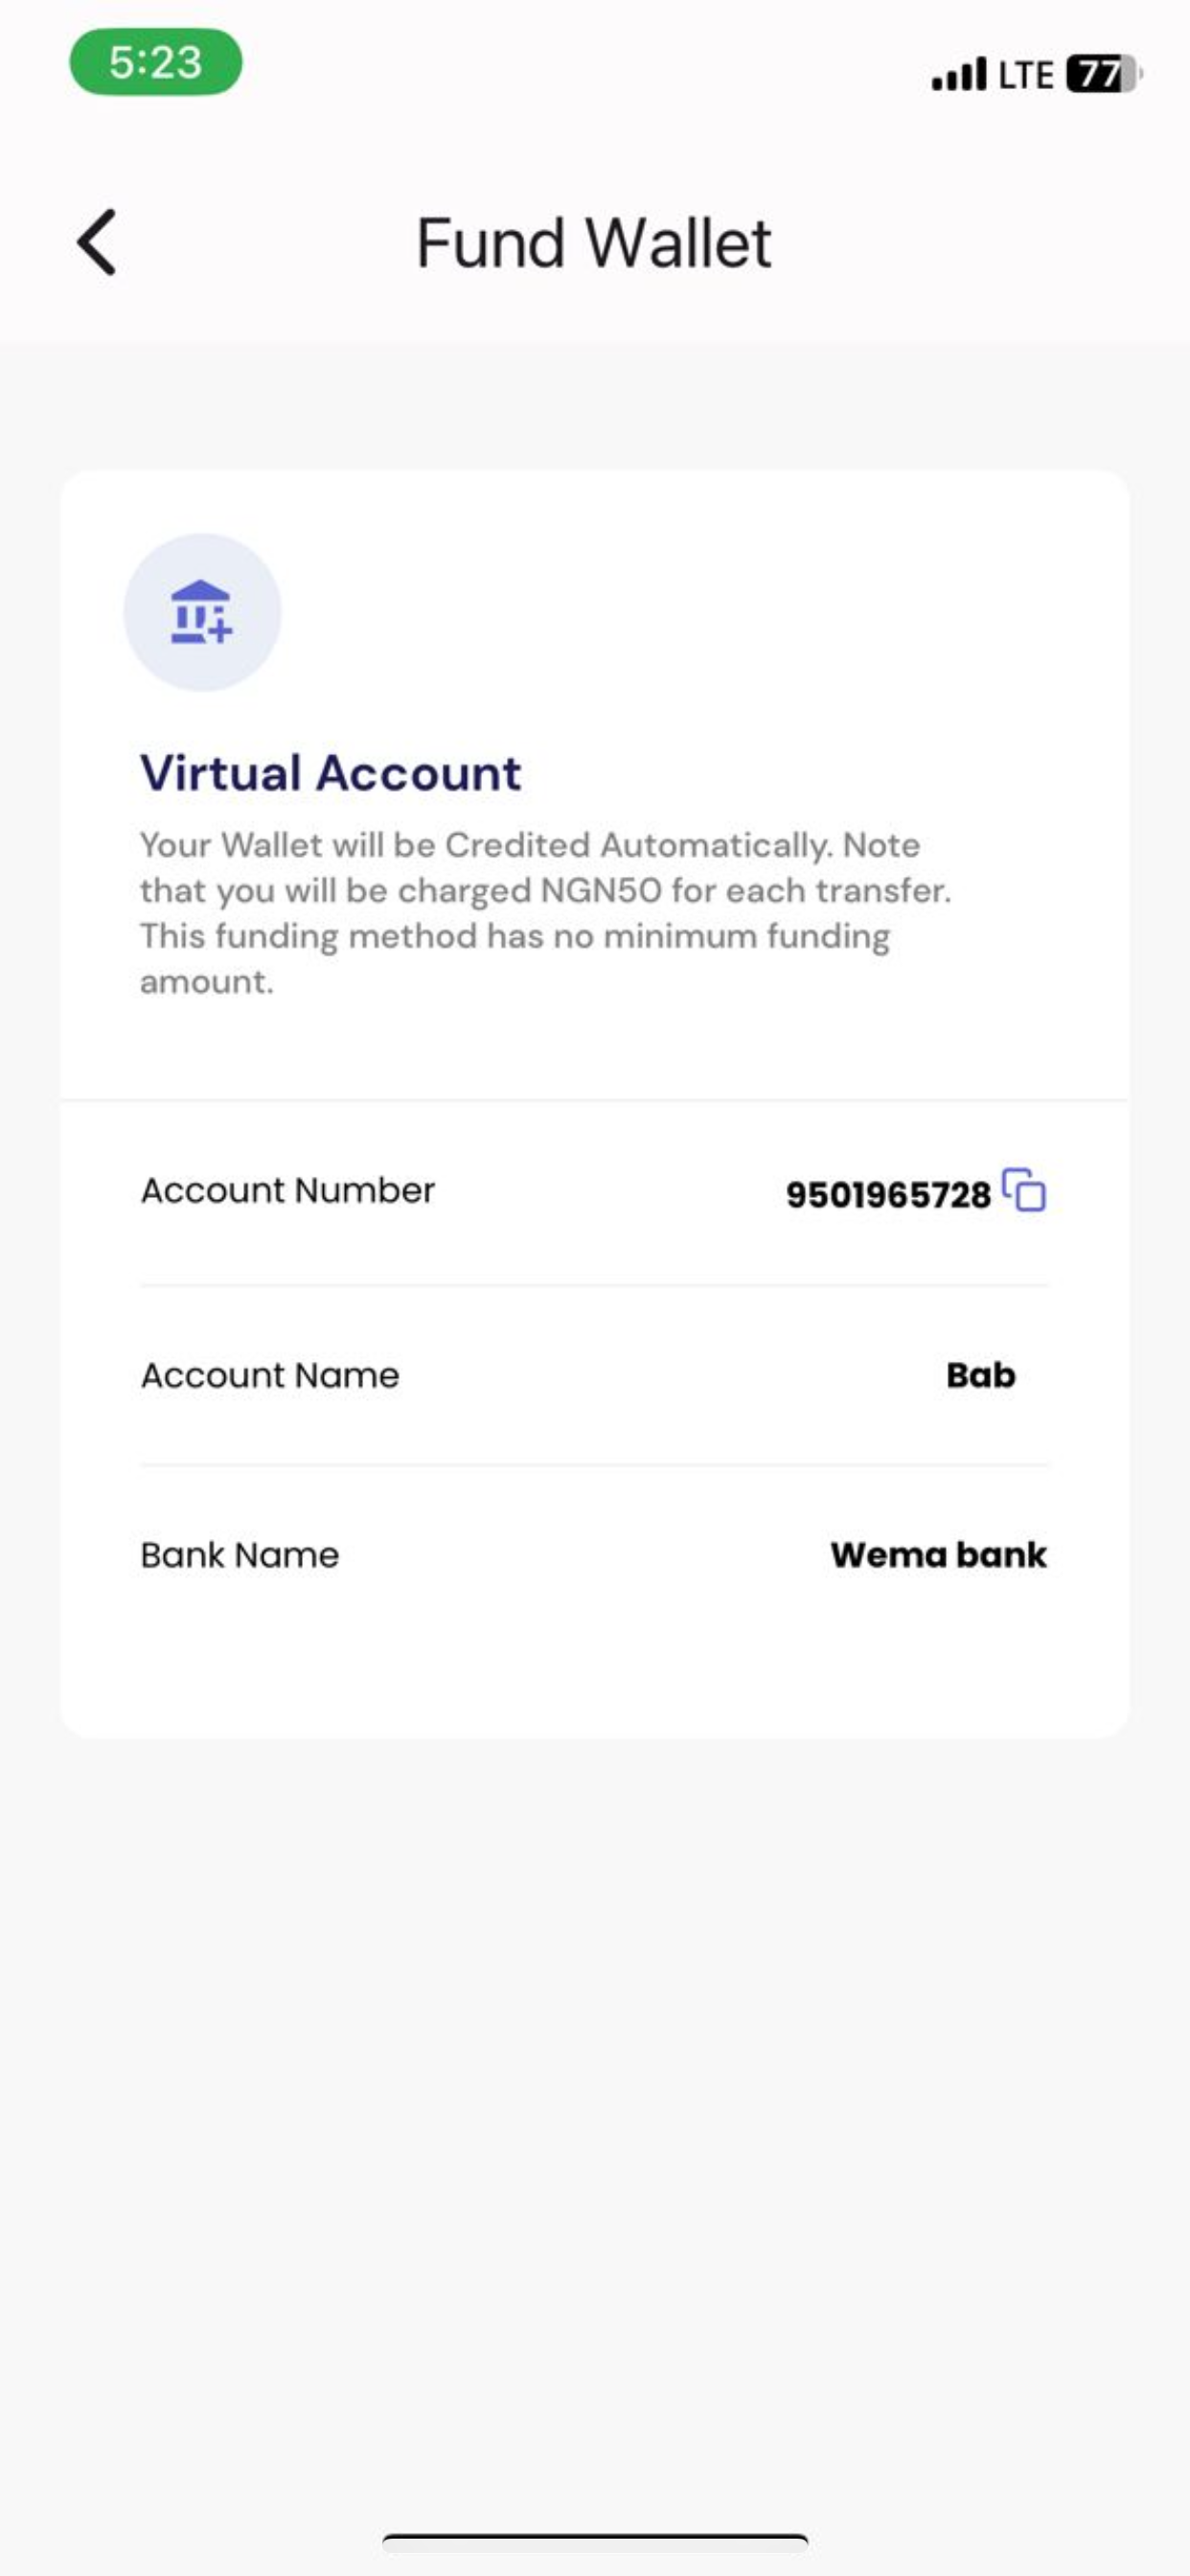 5:23
LTE 77
Fund Wallet
Virtual Account
Your Wallet will be Credited Automatically. Note
that you will be charged NGN50 for each transfer.
This funding method has no minimum funding
amount.
Account Number 9501965728
Account Name Bab
Bank Name Wema bank